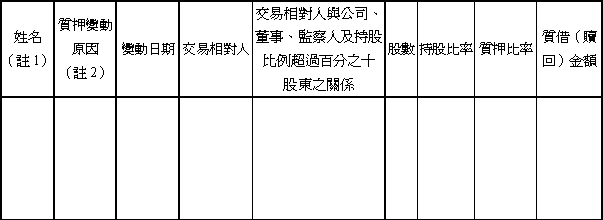 姓名
（註1）
質押變動
原因
（註2）
變動日期
交易相對人
交易相對人與公司、
董事、監察人及持股
比例超過百分之十
股東之關係
股數
持股比率
質押比率
質借（贖
回）金額